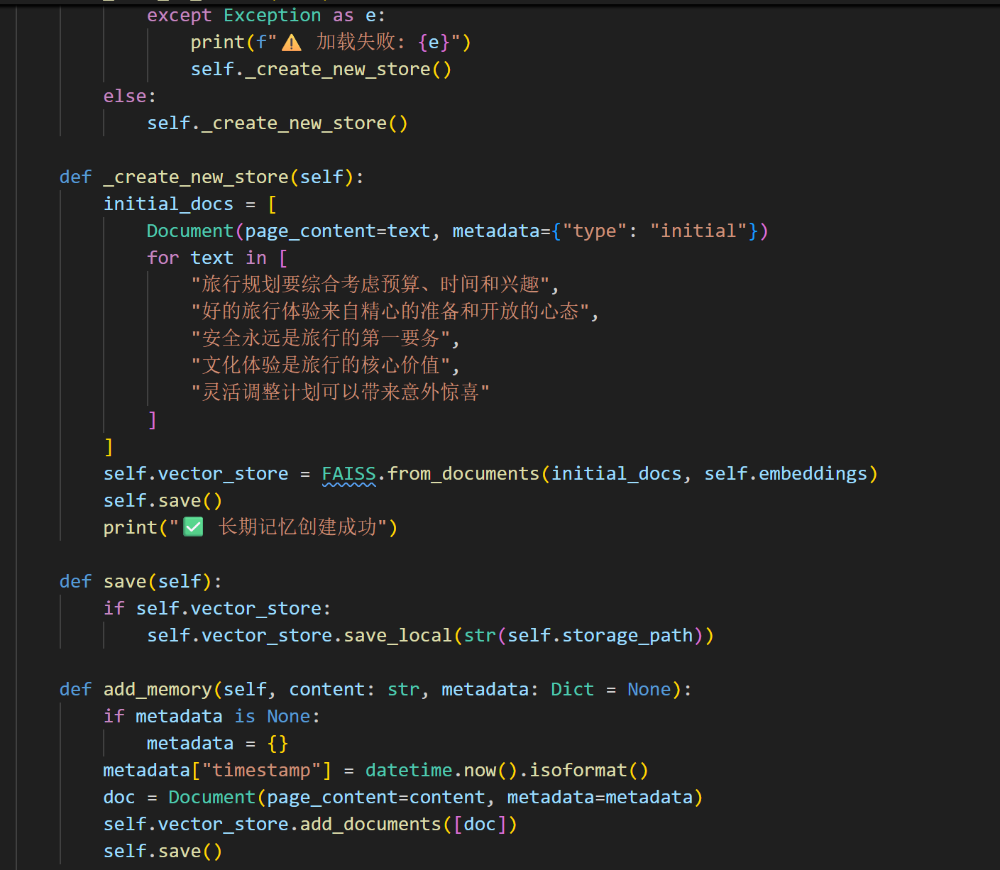 except Exception as e:
            print(f"⚠️ 加载失败: {e}")
            self._create_new_store()
    else:
        self._create_new_store()

def _create_new_store(self):
    initial_docs = [
        Document(page_content=text, metadata={"type": "initial"})
        for text in [
            "旅行规划要综合考虑预算、时间和兴趣",
            "好的旅行体验来自精心的准备和开放的心态",
            "安全永远是旅行的第一要务",
            "文化体验是旅行的核心价值",
            "灵活调整计划可以带来意外惊喜"
        ]
    ]
    self.vector_store = FAISS.from_documents(initial_docs, self.embeddings)
    self.save()
    print("✅ 长期记忆创建成功")

def save(self):
    if self.vector_store:
        self.vector_store.save_local(str(self.storage_path))

def add_memory(self, content: str, metadata: Dict = None):
    if metadata is None:
        metadata = {}
    metadata["timestamp"] = datetime.now().isoformat()
    doc = Document(page_content=content, metadata=metadata)
    self.vector_store.add_documents([doc])
    self.save()